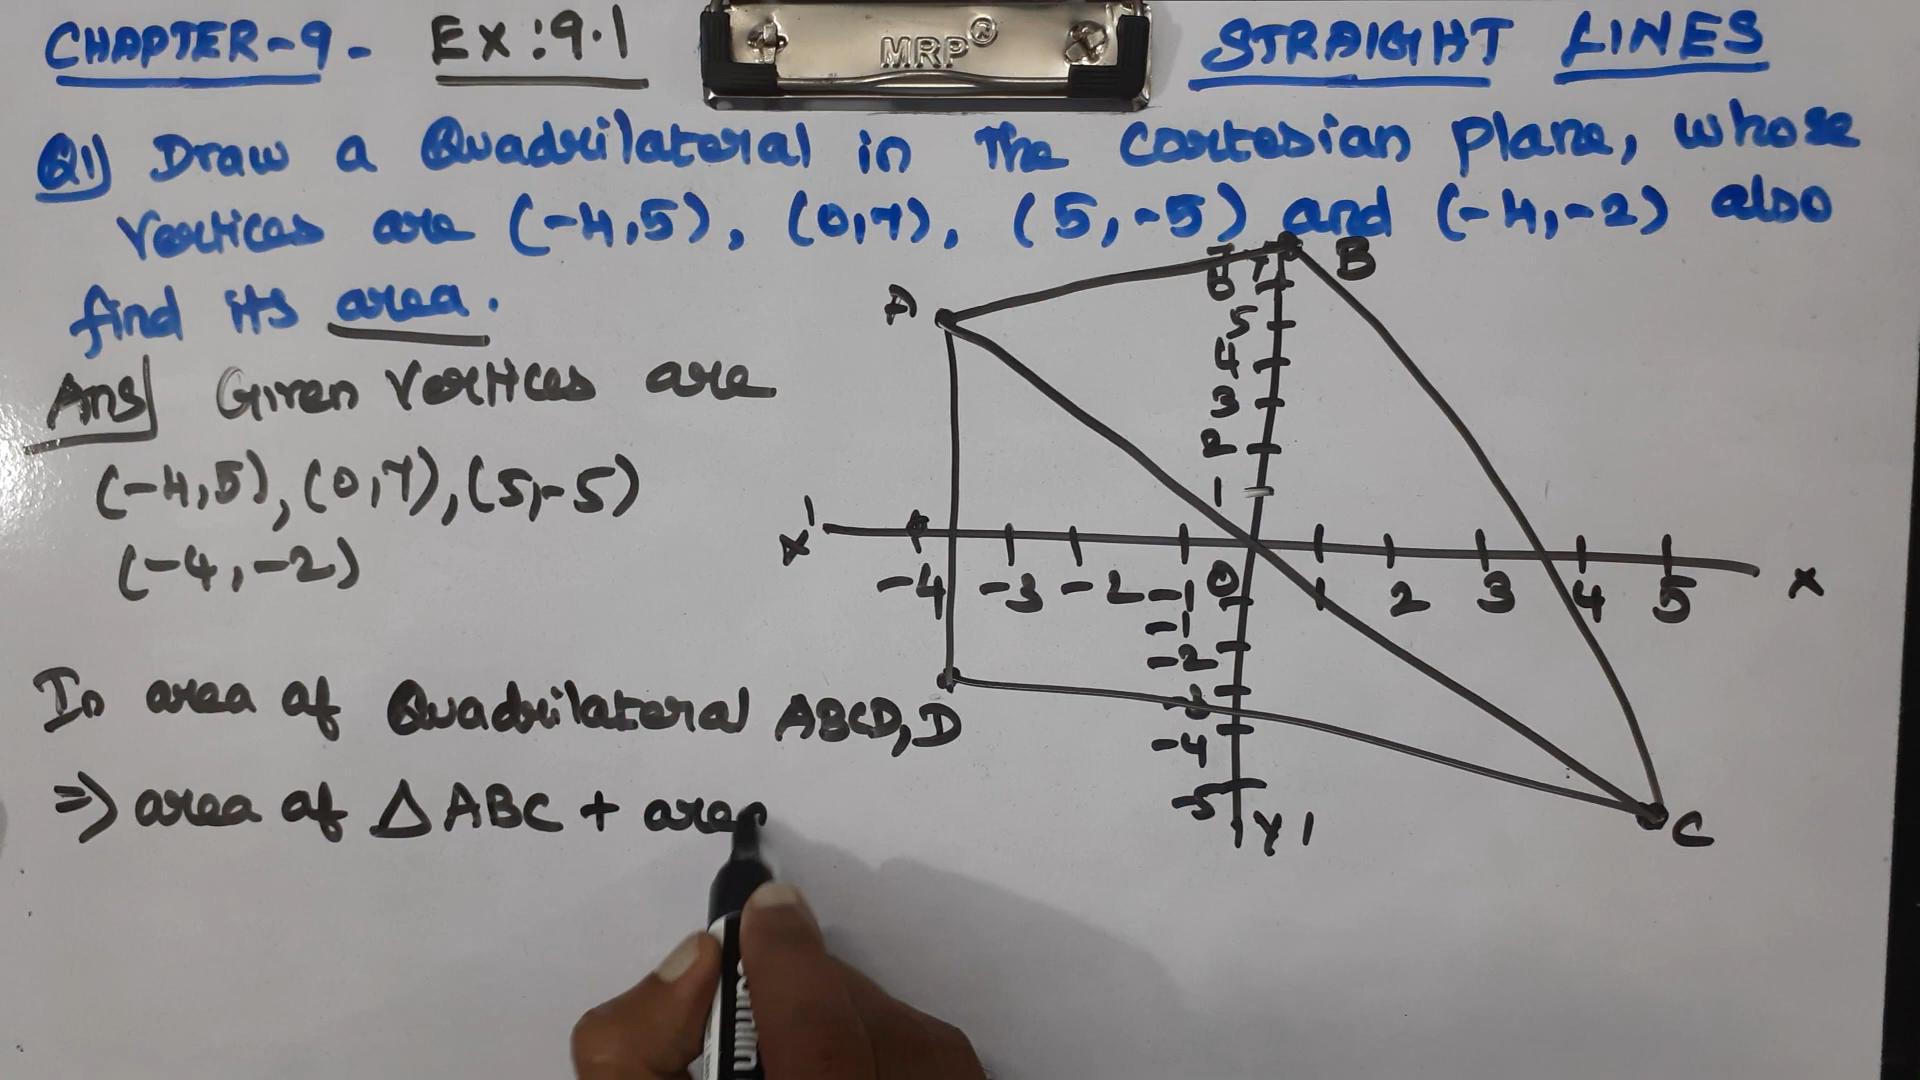 CHAPTER-9- Ex:9.1 MRP® STRAIGHT LINES
Q1) Draw a Quadrilateral in The cartesian plane, whose
vertices are (-4,5), (0,7), (5,-5) and (-4,-2) also
find its area.
Ans) Given vertices are
(-4,5), (0,7), (5,-5)
(-4,-2)
In area of Quadrilateral ABCD,
=> area of △ABC + area
A
B
7
6
5
4
3
2
1
X' -4 -3 -2 -1 0 1 2 3 4 5 X
-1
-2
-3
-4
-5
Y'
D
C